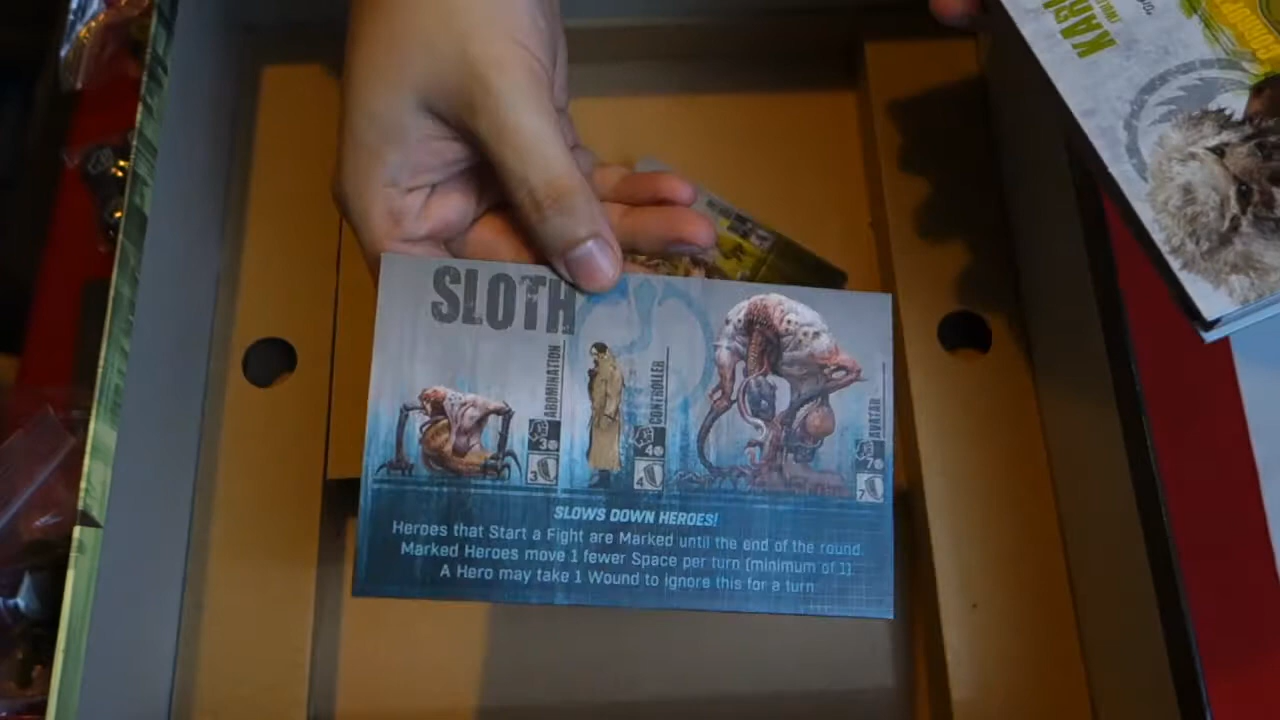 SLOTH
ABOMINATION
3
3
CONTROLLER
4
4
AVATAR
7
7
SLOWS DOWN HEROES!
Heroes that Start a Fight are Marked until the end of the round.
Marked Heroes move 1 fewer Space per turn (minimum of 1).
A Hero may take 1 Wound to ignore this for a turn.